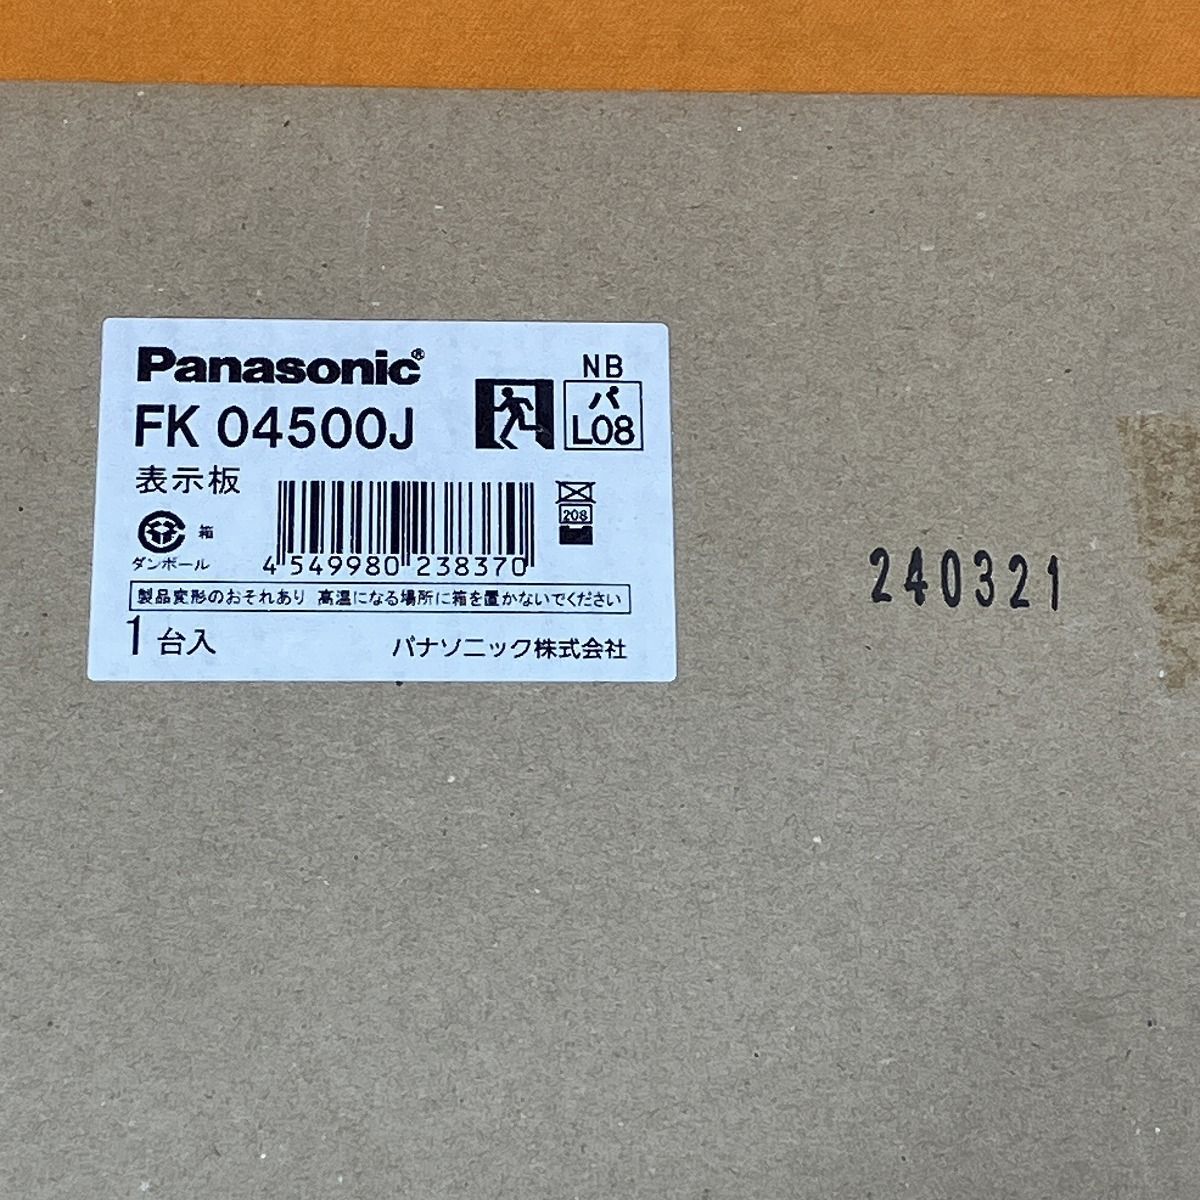 Panasonic®
NB
FK 04500J
パ
L08
表示板
208
箱
ダンボール
4 549980 238370
製品変形のおそれあり 高温になる場所に箱を置かないでください
1台入
パナソニック株式会社
240321